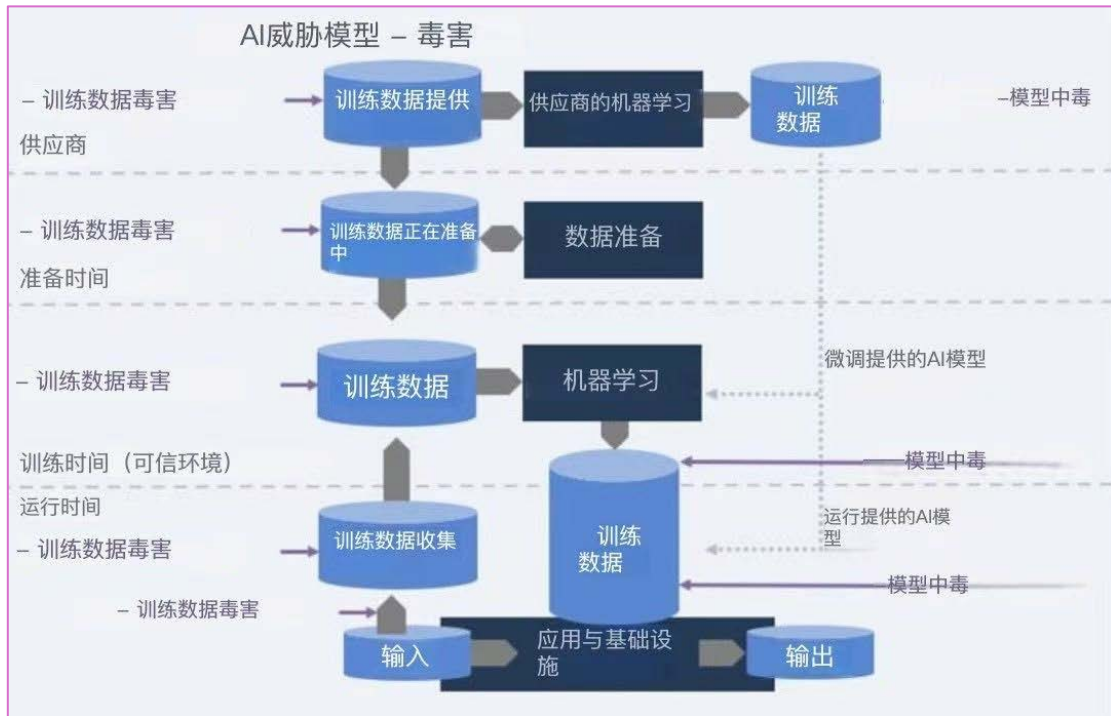 AI威胁模型 – 毒害
– 训练数据毒害
训练数据提供
供应商的机器学习
训练
数据
–模型中毒
供应商
– 训练数据毒害
训练数据正在准备
中
数据准备
准备时间
– 训练数据毒害
训练数据
机器学习
微调提供的AI模型
训练时间（可信环境）
—模型中毒
运行时间
– 训练数据毒害
训练数据收集
训练
数据
运行提供的AI模
型
—模型中毒
– 训练数据毒害
输入
应用与基础设
施
输出